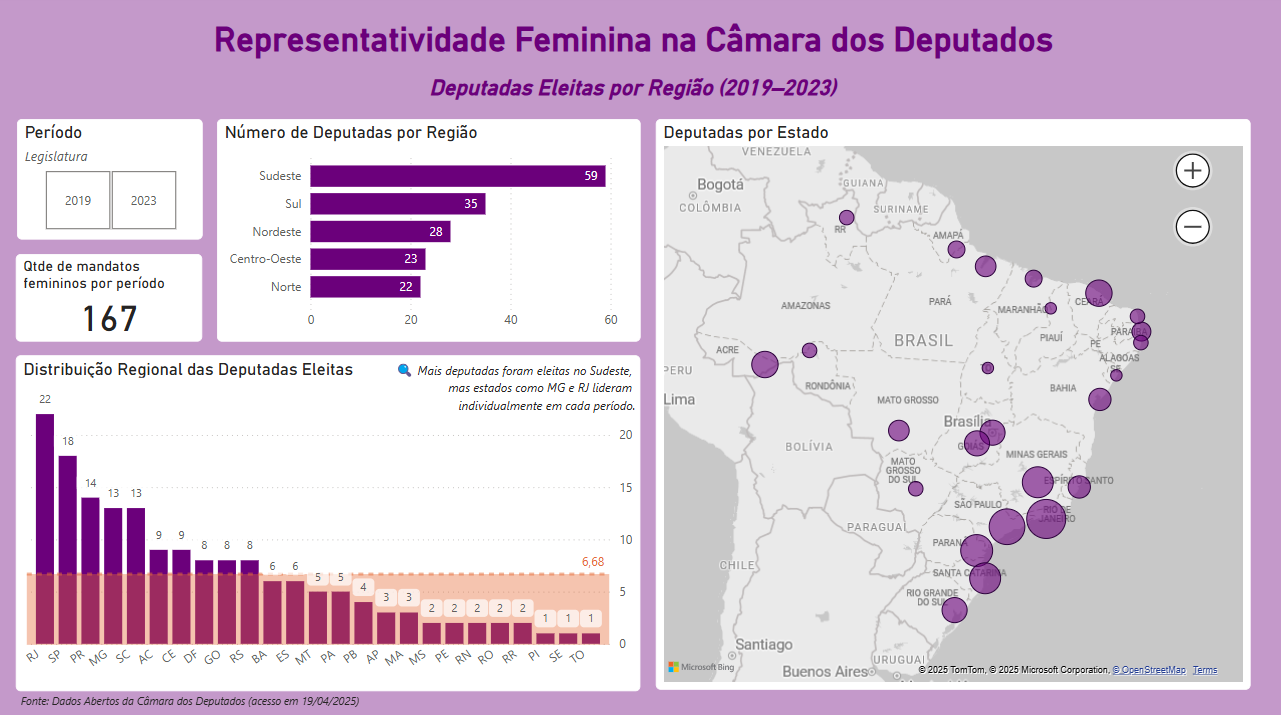 Representatividade Feminina na Câmara dos Deputados
Deputadas Eleitas por Região (2019–2023)
Período
Legislatura
2019
2023
Qtde de mandatos
femininos por período
167
Número de Deputadas por Região
Sudeste
59
Sul
35
Nordeste
28
Centro-Oeste
23
Norte
22
0
20
40
60
Distribuição Regional das Deputadas Eleitas
🔍 Mais deputadas foram eleitas no Sudeste,
mas estados como MG e RJ lideram
individualmente em cada período.
22
18
14
13
13
9
9
8
8
8
6
6
5
5
4
3
3
2
2
2
2
2
1
1
1
6,68
20
15
10
5
0
RJ
SP
PR
MG
SC
AC
CE
DF
GO
RS
BA
ES
MT
PA
PB
AP
MA
MS
PE
RN
RO
RR
PI
SE
TO
Deputadas por Estado
VENEZUELA
Bogotá
GUIANA
COLÔMBIA
SURINAME
RR
AMAPÁ
AMAZONAS
PARÁ
MARANHÃO
CEARÁ
PARAÍBA
BRASIL
PIAUÍ
PE
ACRE
ALAGOAS
SE
PERU
RONDÔNIA
BAHIA
Lima
MATO GROSSO
Brasília
BOLÍVIA
GOIÁS
MINAS GERAIS
MATO
GROSSO
DO SUL
ESPÍRITO SANTO
SÃO PAULO
RIO DE
JANEIRO
PARAGUAI
PARANÁ
CHILE
SANTA CATARINA
RIO GRANDE
DO SUL
Santiago
URUGUAI
Buenos Aires
Microsoft Bing
© 2025 TomTom, © 2025 Microsoft Corporation, © OpenStreetMap Terms
Fonte: Dados Abertos da Câmara dos Deputados (acesso em 19/04/2025)